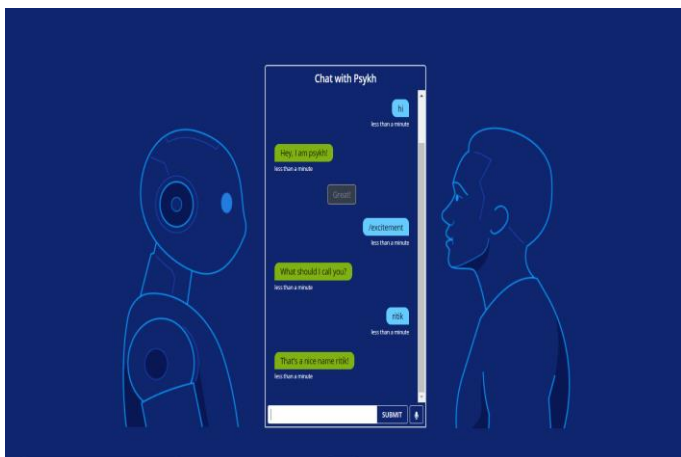 Chat with Psykh
hi
less than a minute
Hey, I am psykh!
less than a minute
Great!
/excitement
less than a minute
What should I call you?
less than a minute
ritik
less than a minute
That's a nice name ritik!
less than a minute
SUBMIT